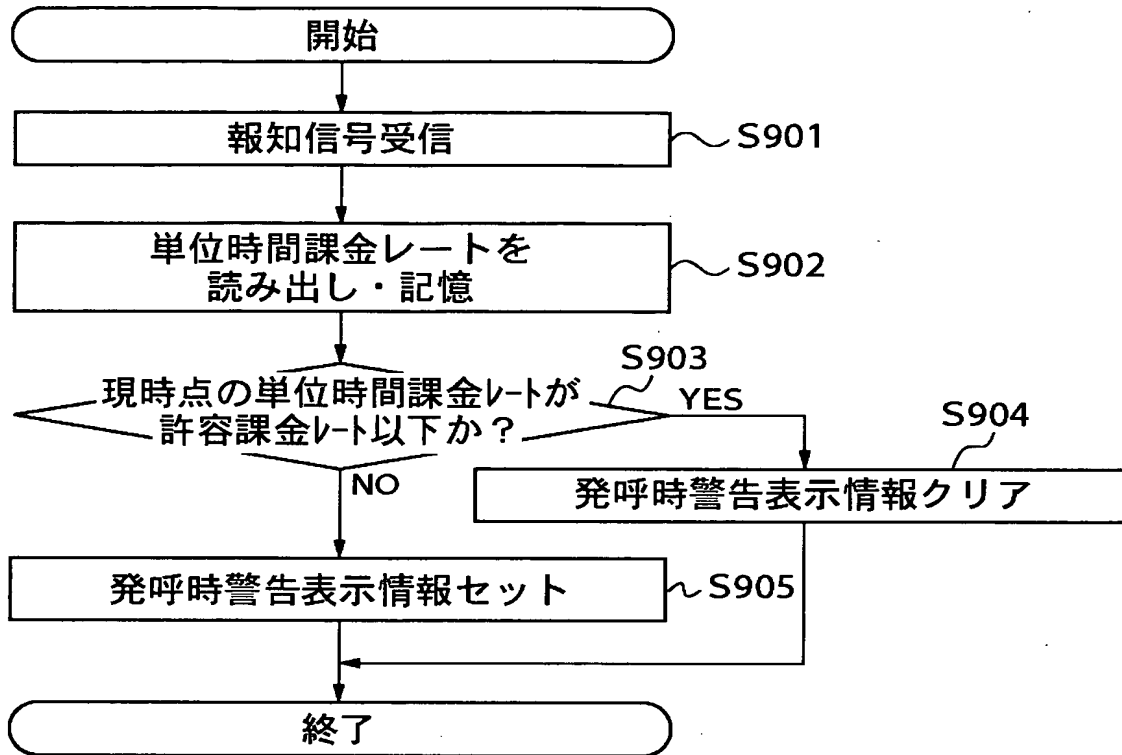 開始
報知信号受信
S901
単位時間課金レートを
読み出し・記憶
S902
S903
現時点の単位時間課金ﾚｰﾄが
許容課金ﾚｰﾄ以下か？
YES
NO
S904
発呼時警告表示情報クリア
発呼時警告表示情報セット
S905
終了